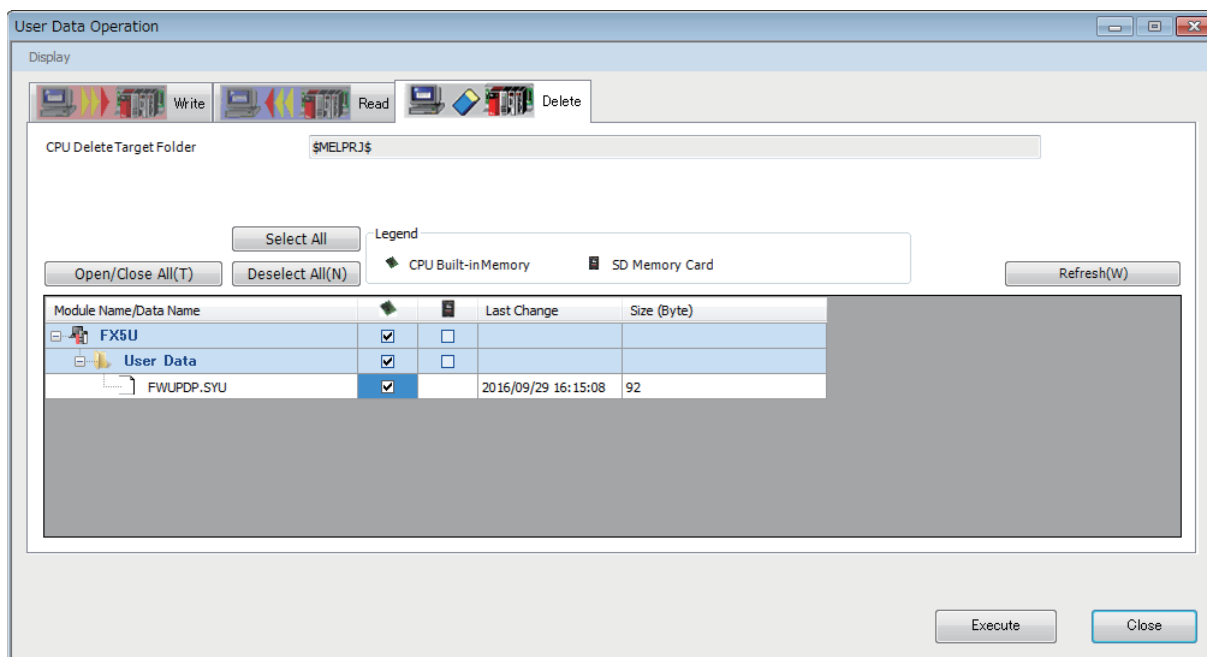 User Data Operation
Display
Write
Read
Delete
CPU Delete Target Folder
$MELPRJ$
Select All
Legend
CPU Built-in Memory
SD Memory Card
Open/Close All(T)
Deselect All(N)
Refresh(W)
Module Name/Data Name Last Change Size (Byte)
FX5U
User Data
FWUPDP.SYU 2016/09/29 16:15:08 92
Execute
Close